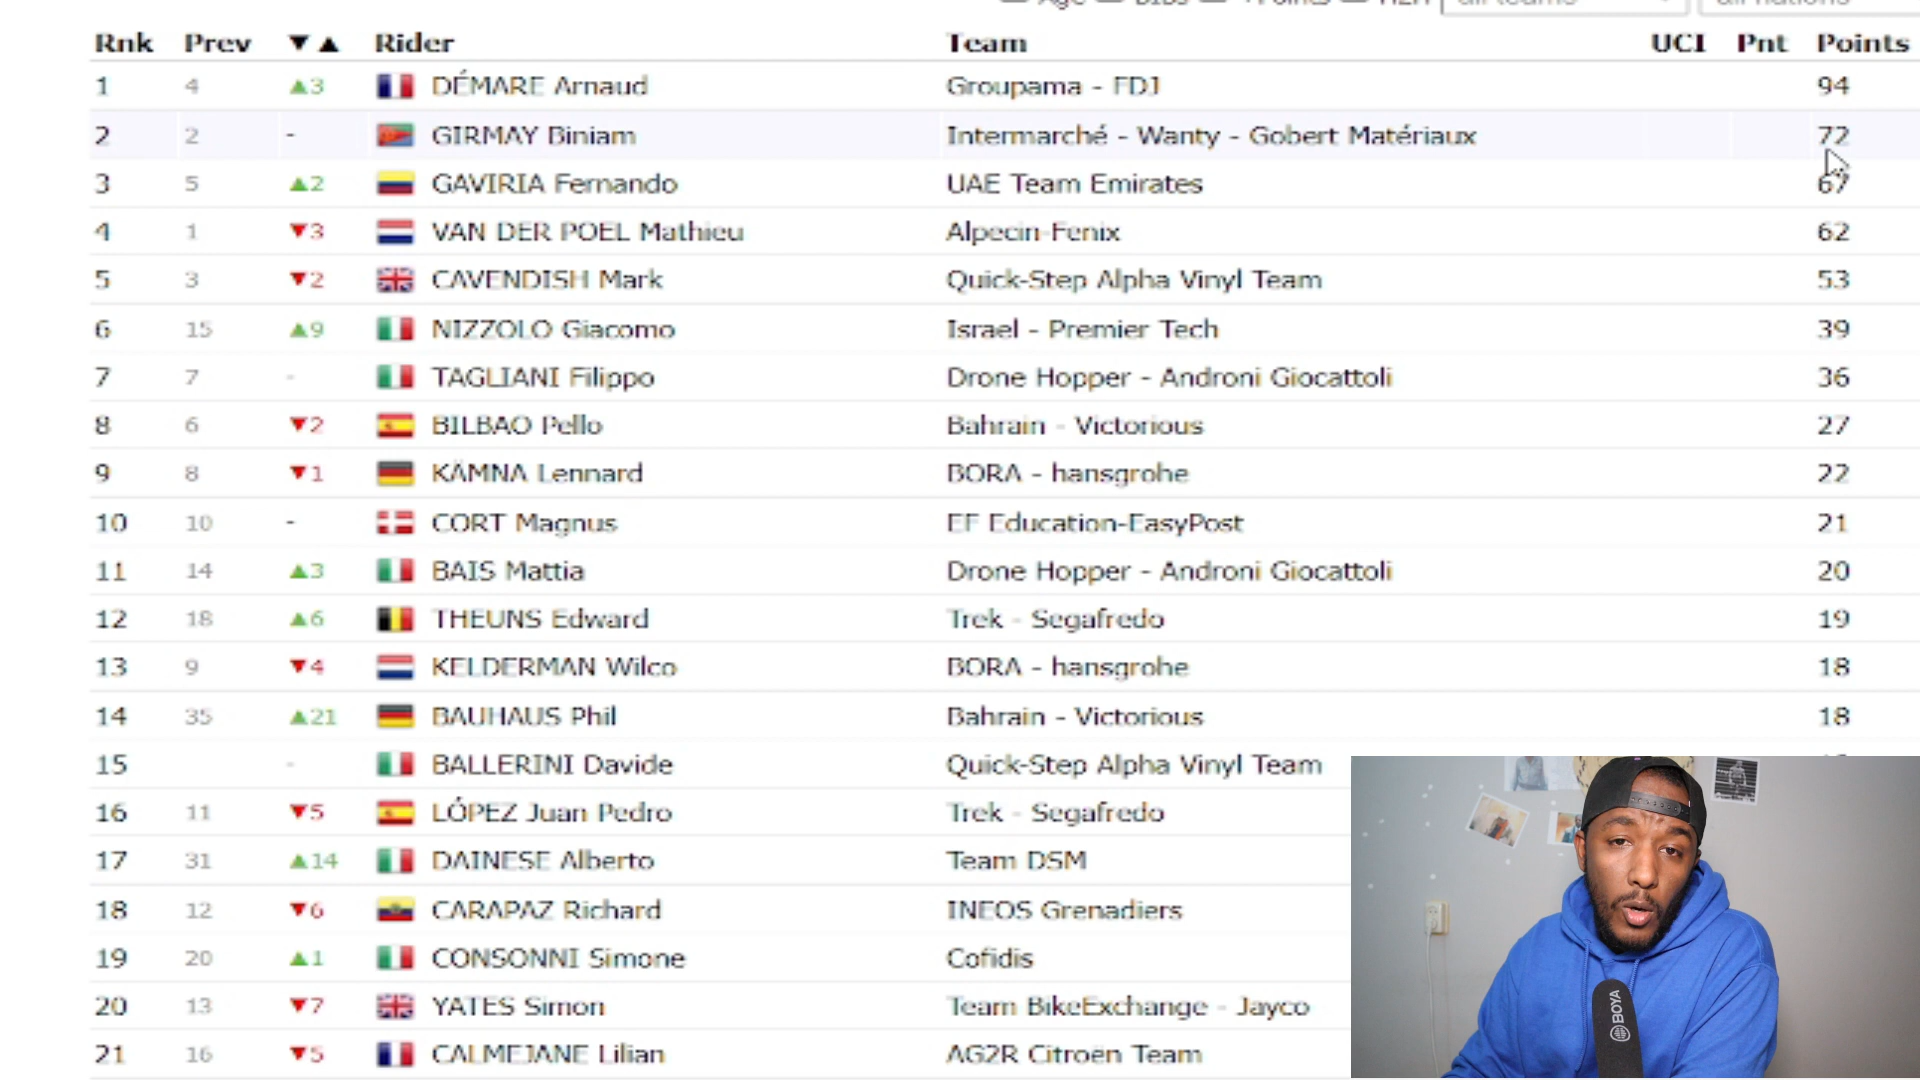 Age
Rnk Prev ▼▲ Rider Team UCI Pnt Points
1 4 ▲3 DÉMARE Arnaud Groupama - FDJ 94
2 2 - GIRMAY Biniam Intermarché - Wanty - Gobert Matériaux 72
3 5 ▲2 GAVIRIA Fernando UAE Team Emirates 67
4 1 ▼3 VAN DER POEL Mathieu Alpecin-Fenix 62
5 3 ▼2 CAVENDISH Mark Quick-Step Alpha Vinyl Team 53
6 15 ▲9 NIZZOLO Giacomo Israel - Premier Tech 39
7 7 - TAGLIANI Filippo Drone Hopper - Androni Giocattoli 36
8 6 ▼2 BILBAO Pello Bahrain - Victorious 27
9 8 ▼1 KÄMNA Lennard BORA - hansgrohe 22
10 10 - CORT Magnus EF Education-EasyPost 21
11 14 ▲3 BAIS Mattia Drone Hopper - Androni Giocattoli 20
12 18 ▲6 THEUNS Edward Trek - Segafredo 19
13 9 ▼4 KELDERMAN Wilco BORA - hansgrohe 18
14 35 ▲21 BAUHAUS Phil Bahrain - Victorious 18
15 - BALLERINI Davide Quick-Step Alpha Vinyl Team
16 11 ▼5 LÓPEZ Juan Pedro Trek - Segafredo
17 31 ▲14 DAINESE Alberto Team DSM
18 12 ▼6 CARAPAZ Richard INEOS Grenadiers
19 20 ▲1 CONSONNI Simone Cofidis
20 13 ▼7 YATES Simon Team BikeExchange - Jayco
21 16 ▼5 CALMEJANE Lilian AG2R Citroën Team
BOYA